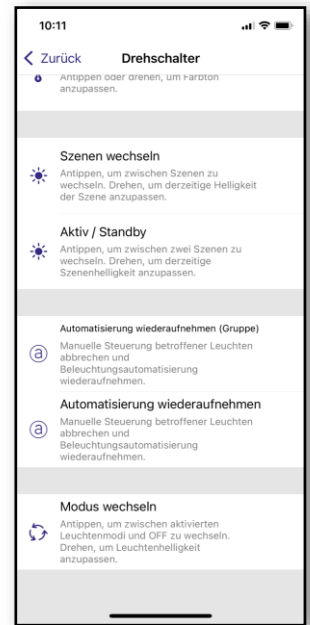 10:11
Zurück Drehschalter
Antippen oder drehen, um Farbton
anzupassen.
Szenen wechseln
Antippen, um zwischen Szenen zu
wechseln. Drehen, um derzeitige Helligkeit
der Szene anzupassen.
Aktiv / Standby
Antippen, um zwischen zwei Szenen zu
wechseln. Drehen, um derzeitige
Szenenhelligkeit anzupassen.
Automatisierung wiederaufnehmen (Gruppe)
Manuelle Steuerung betroffener Leuchten
abbrechen und
Beleuchtungsautomatisierung
wiederaufnehmen.
Automatisierung wiederaufnehmen
Manuelle Steuerung betroffener Leuchten
abbrechen und
Beleuchtungsautomatisierung
wiederaufnehmen.
Modus wechseln
Antippen, um zwischen aktivierten
Leuchtenmodi und OFF zu wechseln.
Drehen, um Leuchtenhelligkeit
anzupassen.